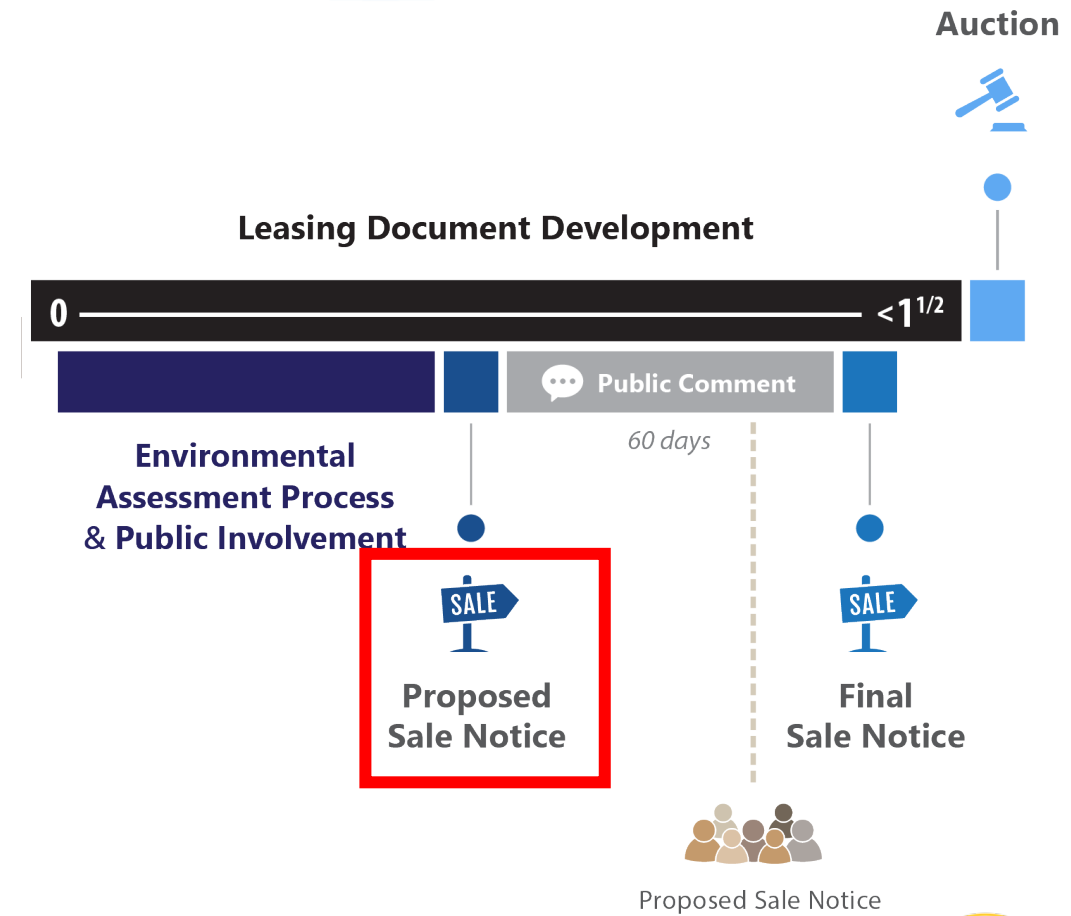 Auction
Leasing Document Development
0
<1 1/2
Public Comment
60 days
Environmental
Assessment Process
& Public Involvement
SALE
Proposed
Sale Notice
SALE
Final
Sale Notice
Proposed Sale Notice